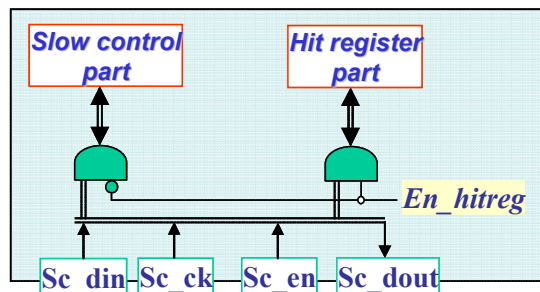 Slow control
part
Hit register
part
En_hitreg
Sc_din
Sc_ck
Sc_en
Sc_dout